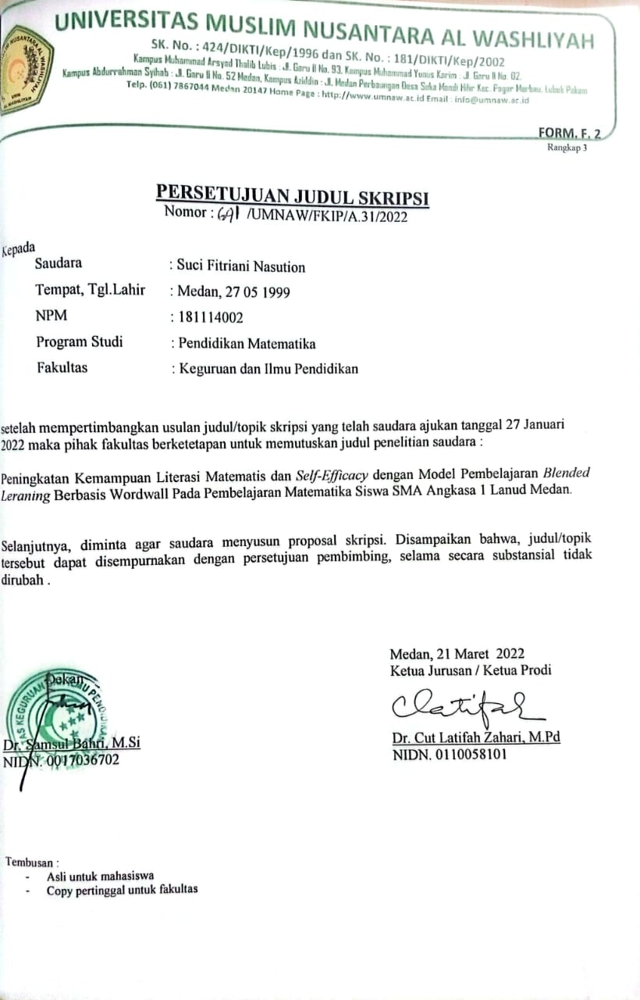 UNIVERSITAS MUSLIM NUSANTARA AL WASHLIYAH
SK. No. : 424/DIKTI/Kep/1996 dan SK. No. : 181/DIKTI/Kep/2002
Kampus Muhammad Arsyad Thalib Lubis : Jl. Garu II No. 93, Kampus Muhammad Yunus Karim : Jl. Garu II No. 02,
Kampus Abdurrahman Syihab : Jl. Garu II No. 52 Medan, Kampus Aziddin : Jl. Medan Perbaungan Desa Suka Mandi Hilir Kec. Pagar Merbau, Lubuk Pakam
Telp. (061) 7867044 Medan 20147 Home Page : http://www.umnaw.ac.id Email : info@umnaw.ac.id
FORM. F. 2
Rangkap 3
PERSETUJUAN JUDUL SKRIPSI
Nomor : 691 /UMNAW/FKIP/A.31/2022
Kepada
Saudara : Suci Fitriani Nasution
Tempat, Tgl.Lahir : Medan, 27 05 1999
NPM : 181114002
Program Studi : Pendidikan Matematika
Fakultas : Keguruan dan Ilmu Pendidikan
setelah mempertimbangkan usulan judul/topik skripsi yang telah saudara ajukan tanggal 27 Januari
2022 maka pihak fakultas berketetapan untuk memutuskan judul penelitian saudara :
Peningkatan Kemampuan Literasi Matematis dan Self-Efficacy dengan Model Pembelajaran Blended
Leraning Berbasis Wordwall Pada Pembelajaran Matematika Siswa SMA Angkasa 1 Lanud Medan.
Selanjutnya, diminta agar saudara menyusun proposal skripsi. Disampaikan bahwa, judul/topik
tersebut dapat disempurnakan dengan persetujuan pembimbing, selama secara substansial tidak
dirubah .
Medan, 21 Maret 2022
Ketua Jurusan / Ketua Prodi
Clatifah
Dr. Cut Latifah Zahari, M.Pd
NIDN. 0110058101
Dekan
Dr. Samsul Bahri, M.Si
NIDN. 0017036702
Tembusan :
- Asli untuk mahasiswa
- Copy pertinggal untuk fakultas